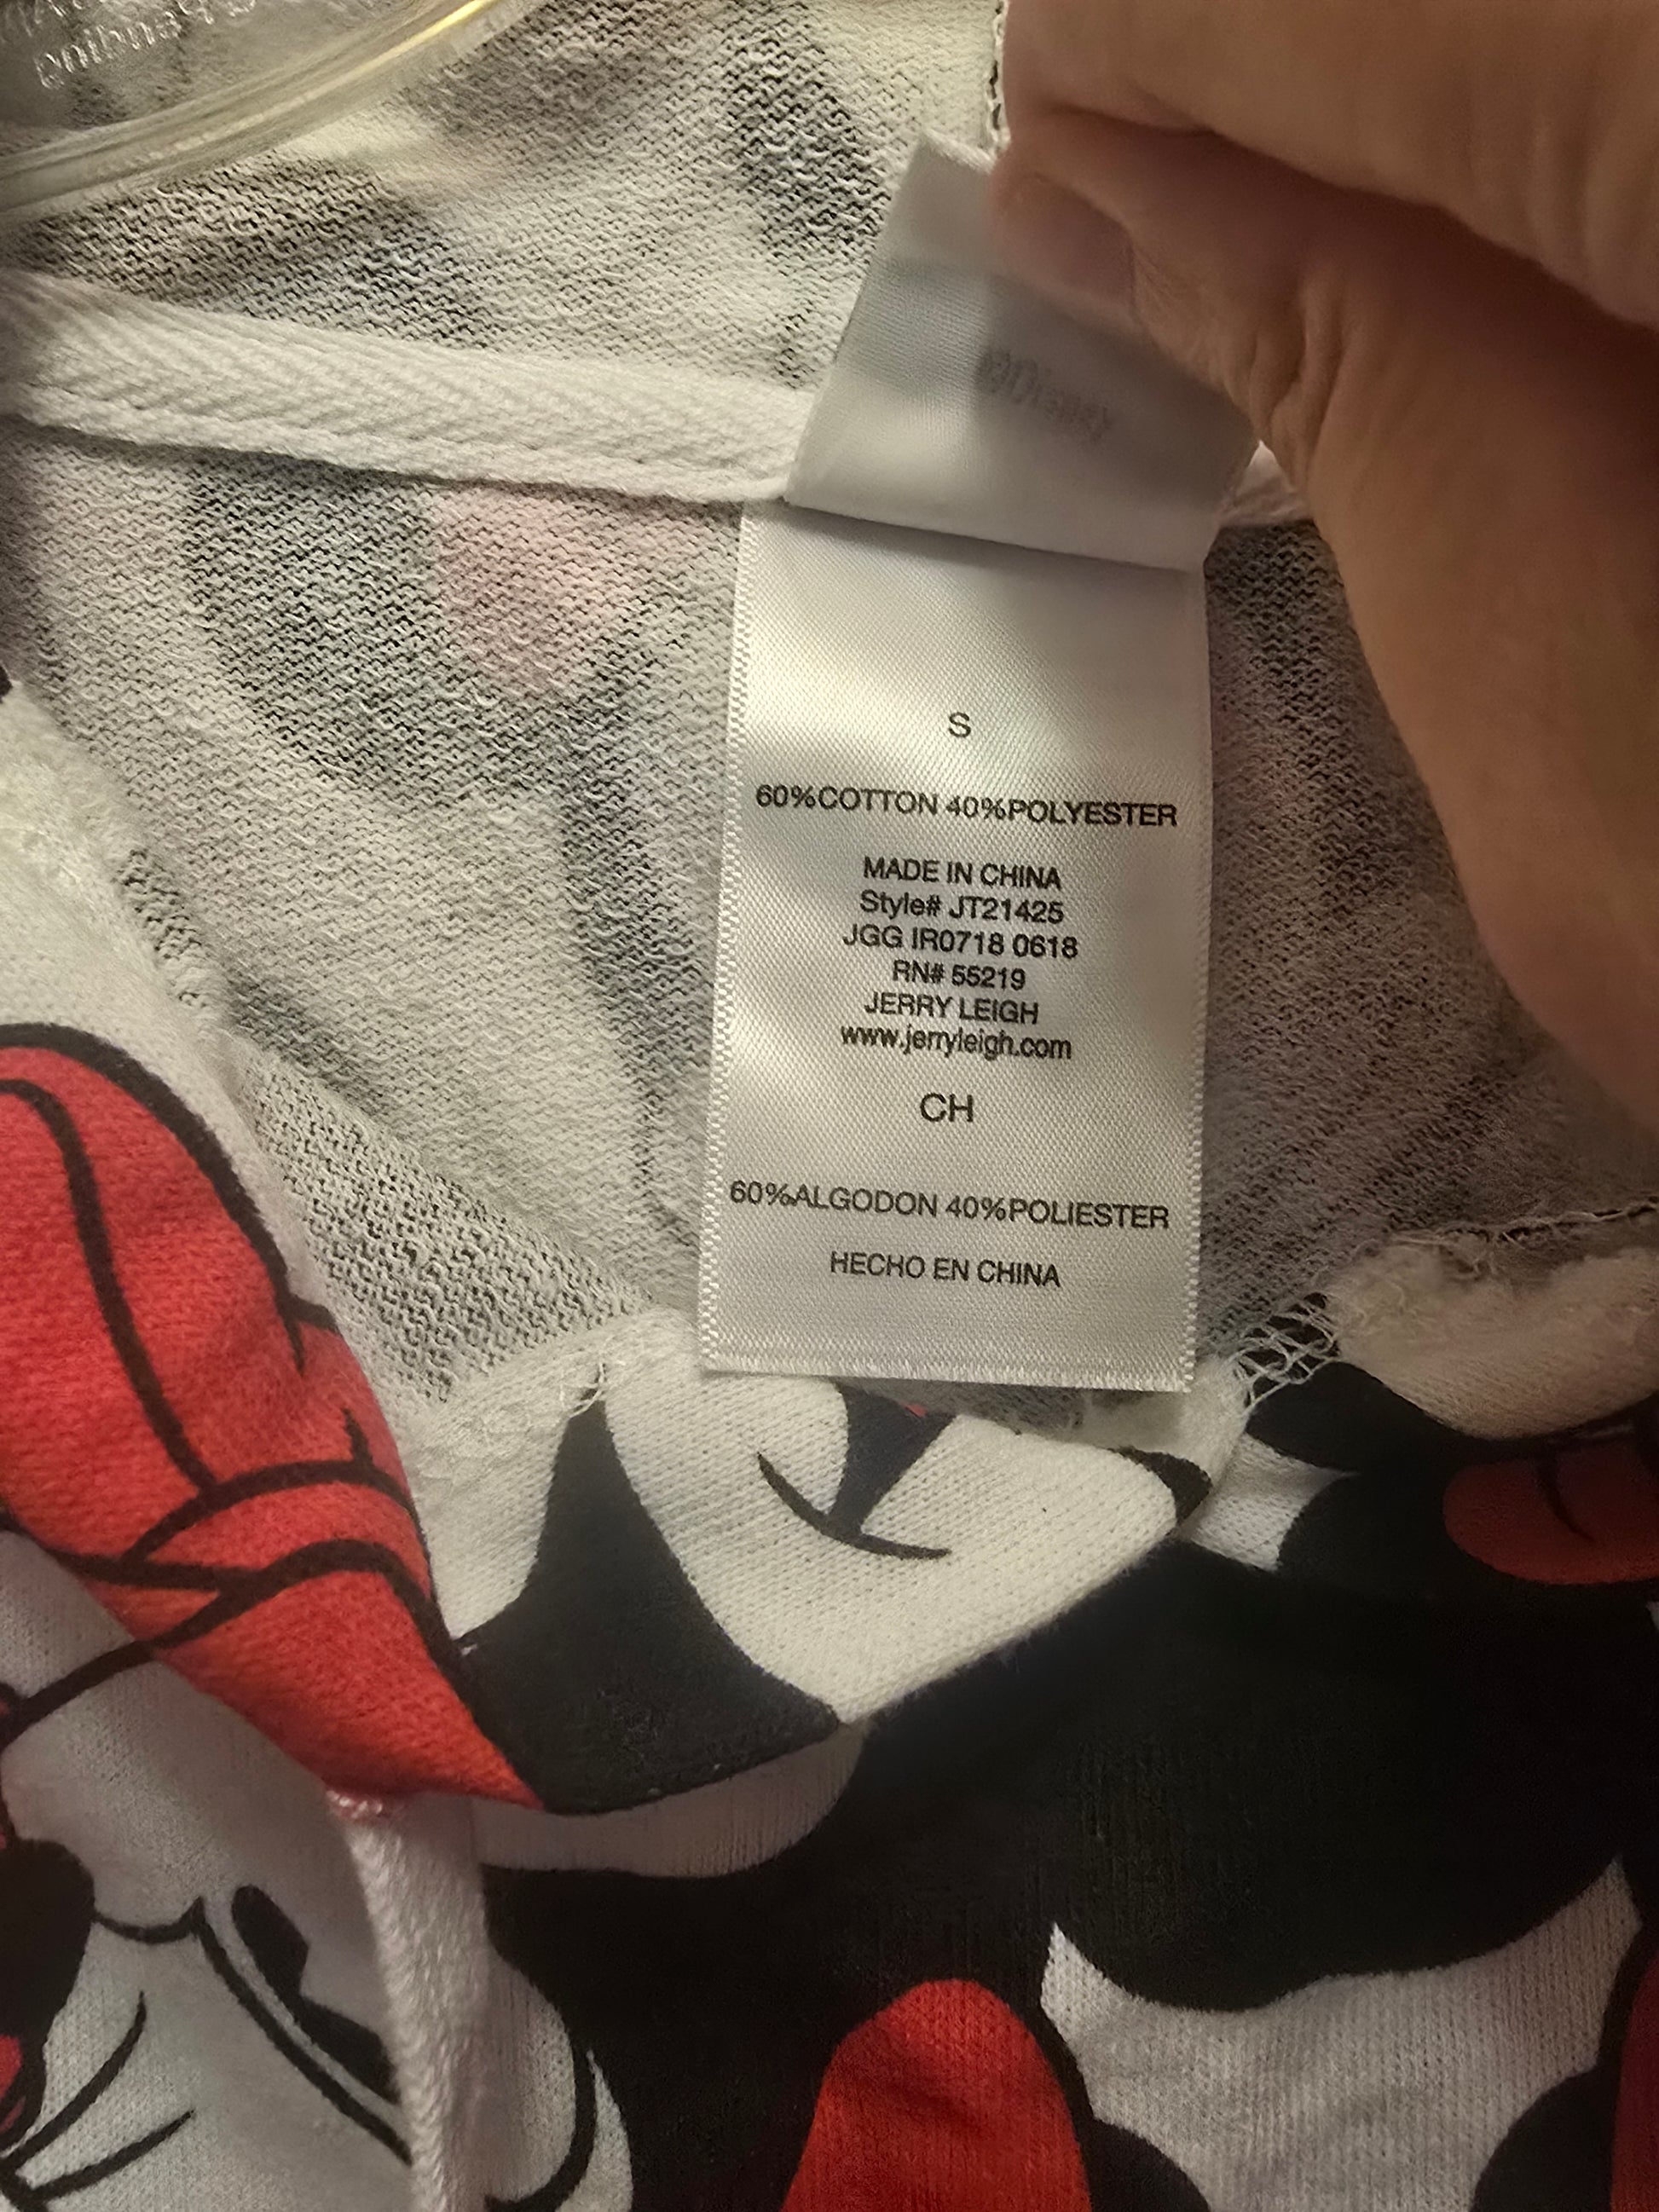 S
60%COTTON 40%POLYESTER
MADE IN CHINA
Style# JT21425
JGG IR0718 0618
RN# 55219
JERRY LEIGH
www.jerryleigh.com
CH
60%ALGODON 40%POLIESTER
HECHO EN CHINA